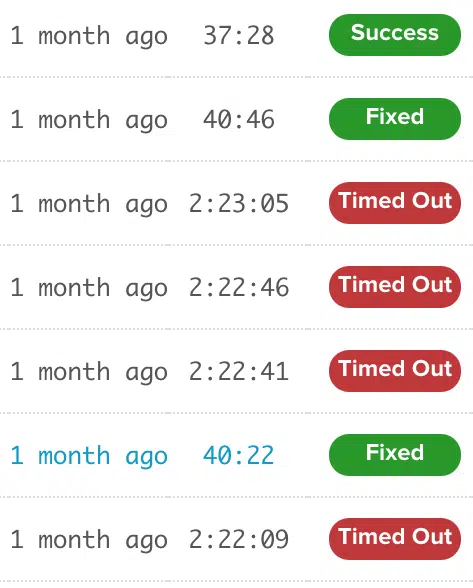 1 month ago 37:28 Success
1 month ago 40:46 Fixed
1 month ago 2:23:05 Timed Out
1 month ago 2:22:46 Timed Out
1 month ago 2:22:41 Timed Out
1 month ago 40:22 Fixed
1 month ago 2:22:09 Timed Out